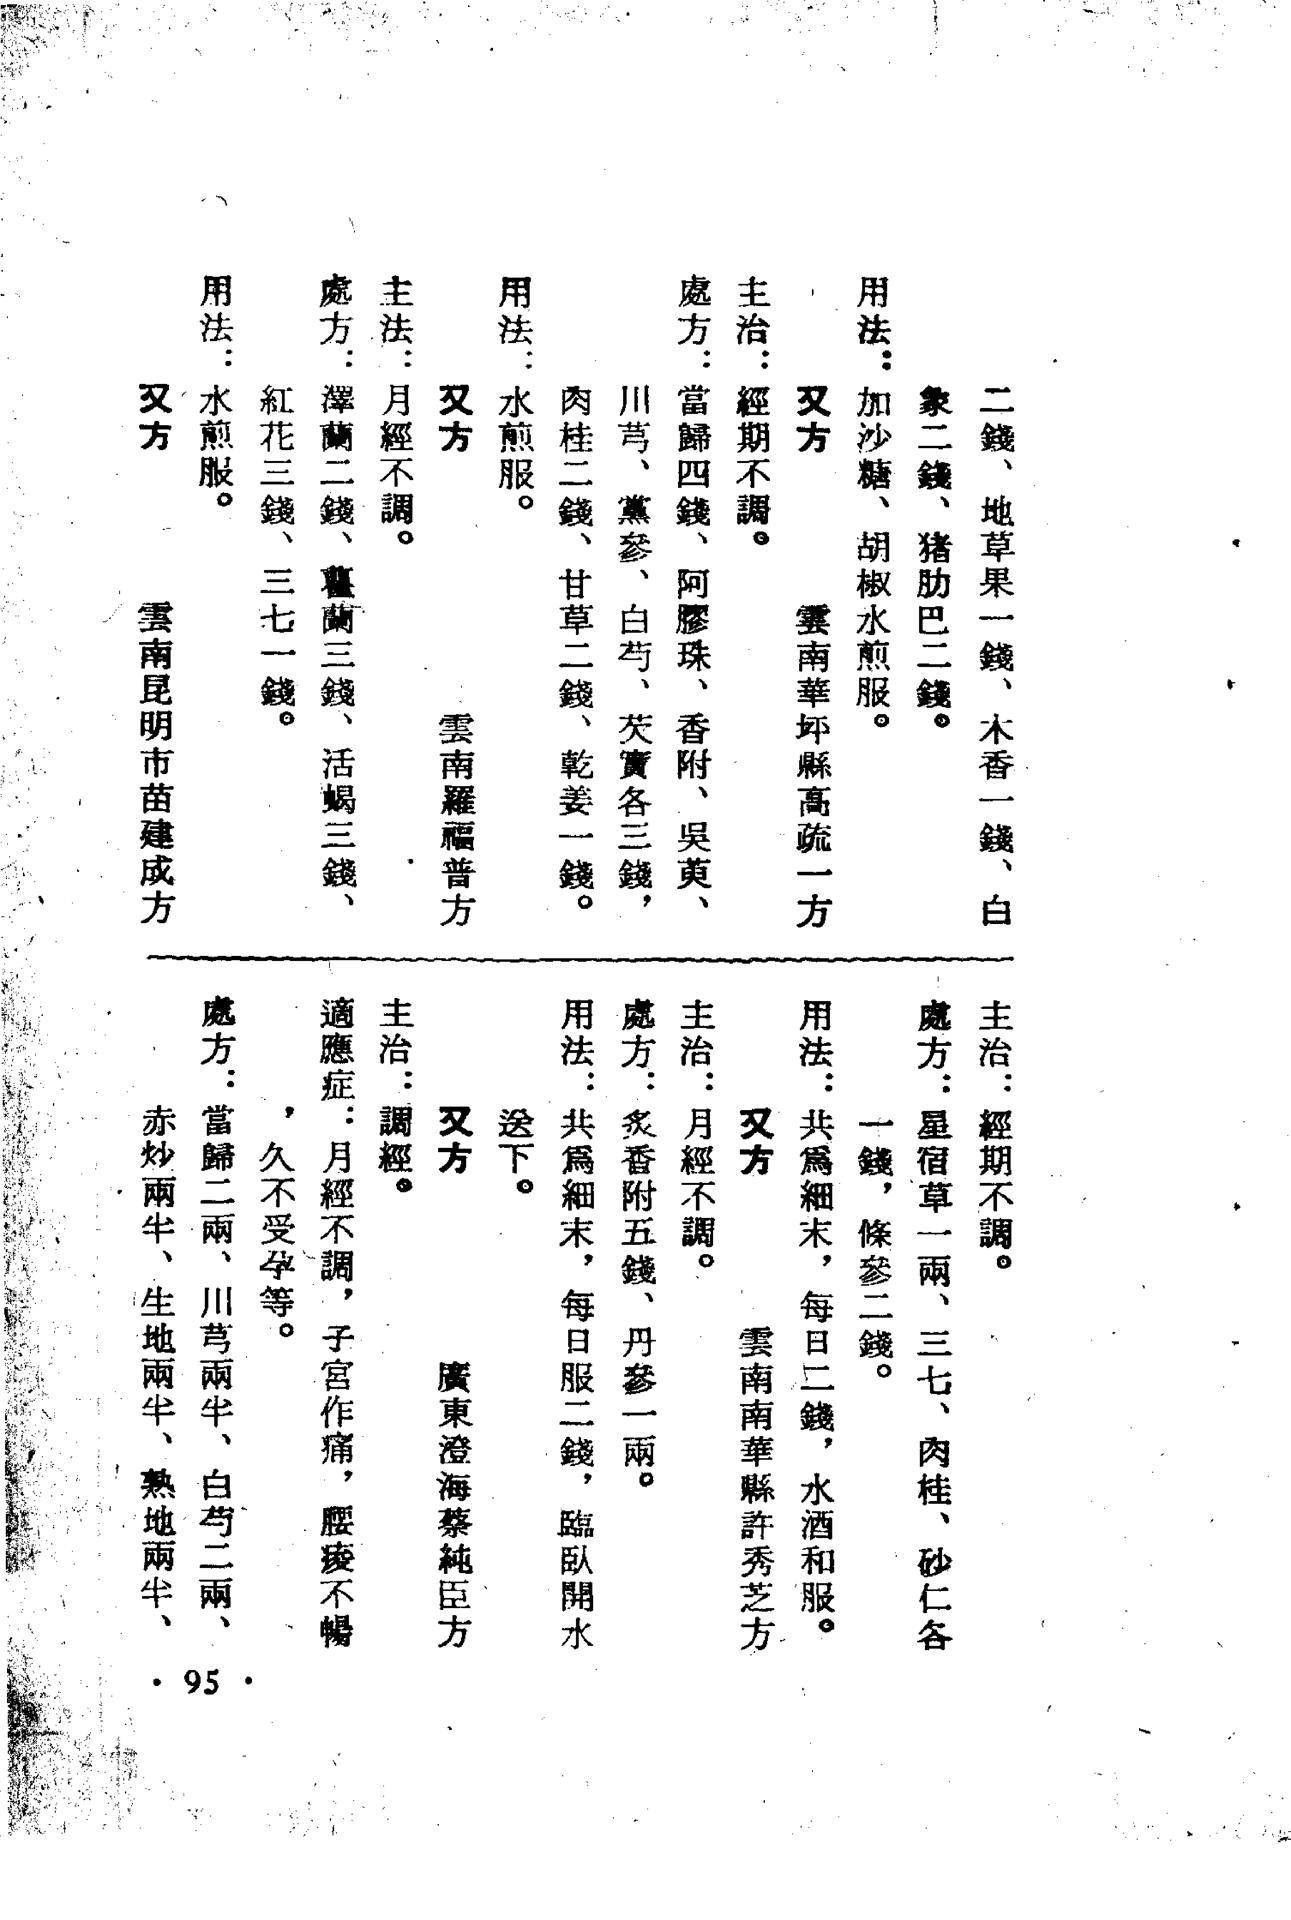 二錢、地草果一錢、木香一錢、白
象二錢、猪肋巴二錢。
用法：加沙糖、胡椒水煎服。
又方　雲南華坪縣高疏一方
主治：經期不調。
處方：當歸四錢、阿膠珠、香附、吳萸、
川芎、黨參、白芍、芡實各三錢，
肉桂二錢、甘草二錢、乾姜一錢。
用法：水煎服。
又方　雲南羅福普方
主法：月經不調。
處方：澤蘭二錢、蘭三錢、活蝎三錢、
紅花三錢、三七一錢。
用法：水煎服。
又方　雲南昆明市苗建成方
主治：經期不調。
處方：星宿草一兩、三七、肉桂、砂仁各
一錢，條參二錢。
用法：共爲細末，每日二錢，水酒和服。
又方　雲南南華縣許秀芝方
主治：月經不調。
處方：炙香附五錢、丹參一兩。
用法：共爲細末，每日服二錢，臨臥開水
送下。
又方　廣東澄海蔡純臣方
主治：調經。
適應症：月經不調，子宮作痛，腰痠不暢
，久不受孕等。
處方：當歸二兩、川芎兩半、白芍二兩、
赤炒兩半、生地兩半、熟地兩半、
· 95 ·